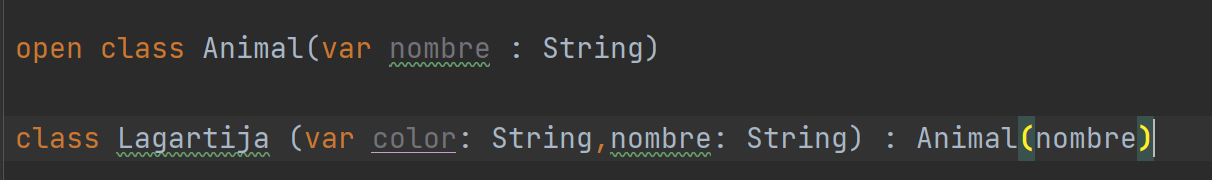 open class Animal(var nombre : String)
class Lagartija (var color: String,nombre: String) : Animal(nombre)